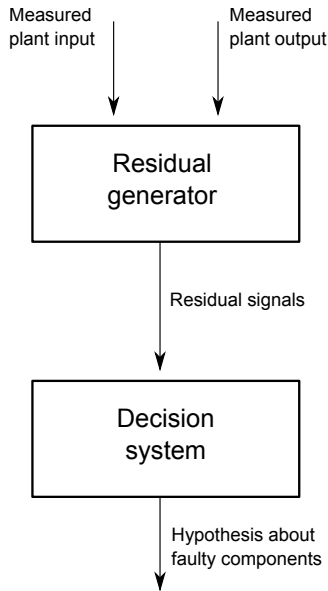 Measured
plant input
Measured
plant output
Residual
generator
Residual signals
Decision
system
Hypothesis about
faulty components